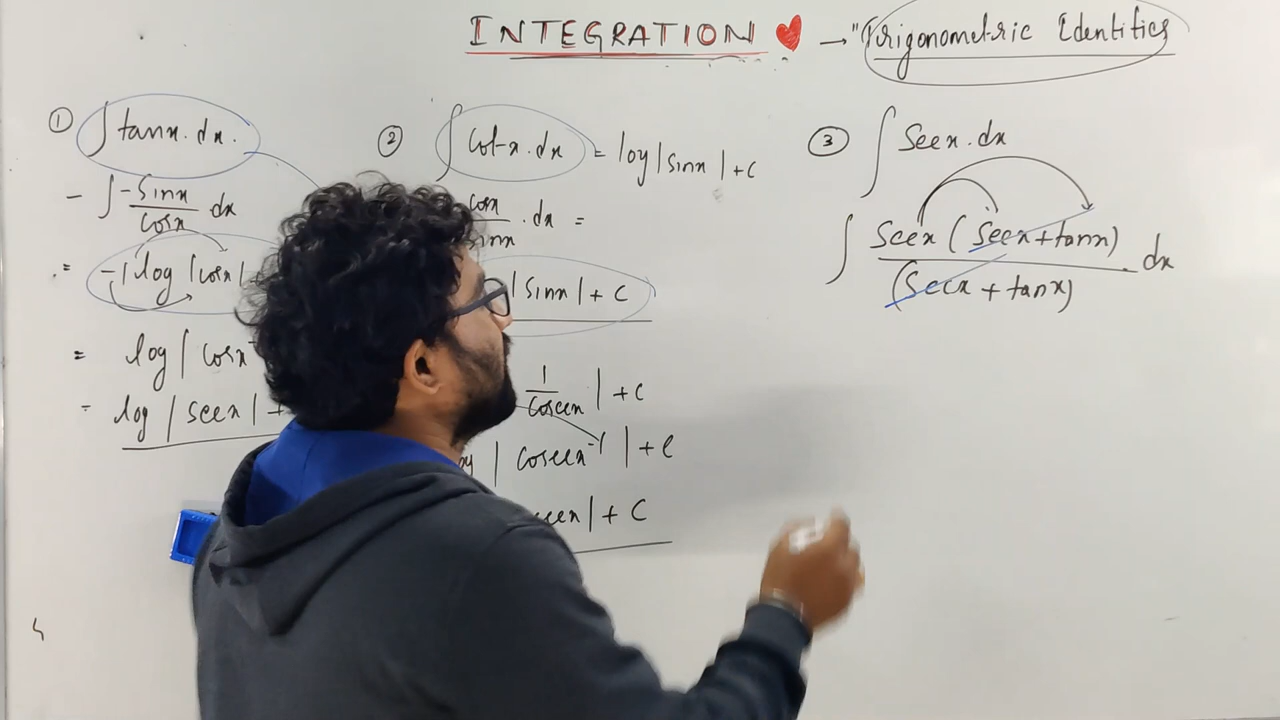 INTEGRATION ❤ → "Trigonometric Identities
① ∫ tanx. dx.
- ∫ -sinx/cosx dx
.: = -1 log |cosx| +
= log | cosx⁻
= log | secx| +
② ∫ cot x. dx = log|sinx| + c
cosx/sinx . dx =
|sinx| + c
1/cosecx | + c
| cosecx⁻¹ | + c
| + C
③ ∫ Secx. dx
∫ Secx (Secx + tanx)/(Secx + tanx) dx